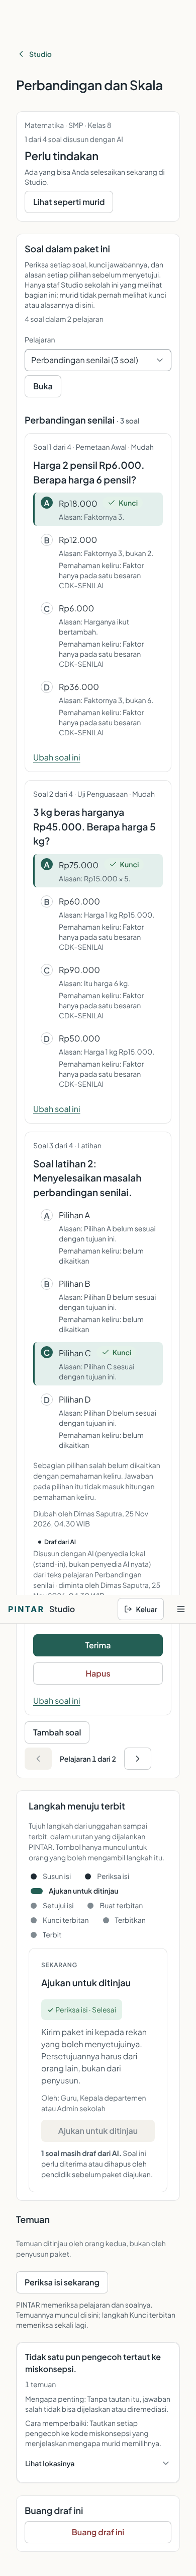 Studio
Perbandingan dan Skala
Matematika · SMP · Kelas 8
1 dari 4 soal disusun dengan AI
Perlu tindakan
Ada yang bisa Anda selesaikan sekarang di
Studio.
Lihat seperti murid
Soal dalam paket ini
Periksa setiap soal, kunci jawabannya, dan
alasan setiap pilihan sebelum menyetujui.
Hanya staf Studio sekolah ini yang melihat
bagian ini; murid tidak pernah melihat kunci
atau alasannya di sini.
4 soal dalam 2 pelajaran
Pelajaran
Perbandingan senilai (3 soal)
Buka
Perbandingan senilai · 3 soal
Soal 1 dari 4 · Pemetaan Awal · Mudah
Harga 2 pensil Rp6.000.
Berapa harga 6 pensil?
A Rp18.000 Kunci
Alasan: Faktornya 3.
B Rp12.000
Alasan: Faktornya 3, bukan 2.
Pemahaman keliru: Faktor
hanya pada satu besaran
CDK-SENILAI
C Rp6.000
Alasan: Harganya ikut
bertambah.
Pemahaman keliru: Faktor
hanya pada satu besaran
CDK-SENILAI
D Rp36.000
Alasan: Faktornya 3, bukan 6.
Pemahaman keliru: Faktor
hanya pada satu besaran
CDK-SENILAI
Ubah soal ini
Soal 2 dari 4 · Uji Penguasaan · Mudah
3 kg beras harganya
Rp45.000. Berapa harga 5
kg?
A Rp75.000 Kunci
Alasan: Rp15.000 × 5.
B Rp60.000
Alasan: Harga 1 kg Rp15.000.
Pemahaman keliru: Faktor
hanya pada satu besaran
CDK-SENILAI
C Rp90.000
Alasan: Itu harga 6 kg.
Pemahaman keliru: Faktor
hanya pada satu besaran
CDK-SENILAI
D Rp50.000
Alasan: Harga 1 kg Rp15.000.
Pemahaman keliru: Faktor
hanya pada satu besaran
CDK-SENILAI
Ubah soal ini
Soal 3 dari 4 · Latihan
Soal latihan 2:
Menyelesaikan masalah
perbandingan senilai.
A Pilihan A
Alasan: Pilihan A belum sesuai
dengan tujuan ini.
Pemahaman keliru: belum
dikaitkan
B Pilihan B
Alasan: Pilihan B belum sesuai
dengan tujuan ini.
Pemahaman keliru: belum
dikaitkan
C Pilihan C Kunci
Alasan: Pilihan C sesuai
dengan tujuan ini.
D Pilihan D
Alasan: Pilihan D belum sesuai
dengan tujuan ini.
Pemahaman keliru: belum
dikaitkan
Sebagian pilihan salah belum dikaitkan
dengan pemahaman keliru. Jawaban
pada pilihan itu tidak masuk hitungan
pemahaman keliru.
Diubah oleh Dimas Saputra, 25 Nov
2026, 04.30 WIB
Draf dari AI
Disusun dengan AI (penyedia lokal
(stand-in), bukan penyedia AI nyata)
dari teks pelajaran Perbandingan
senilai · diminta oleh Dimas Saputra, 25
PINTAR Studio
Keluar
Terima
Hapus
Ubah soal ini
Tambah soal
Pelajaran 1 dari 2
Langkah menuju terbit
Tujuh langkah dari unggahan sampai
terbit, dalam urutan yang dijalankan
PINTAR. Tombol hanya muncul untuk
orang yang boleh mengambil langkah itu.
Susun isi
Periksa isi
Ajukan untuk ditinjau
Setujui isi
Buat terbitan
Kunci terbitan
Terbitkan
Terbit
SEKARANG
Ajukan untuk ditinjau
Periksa isi · Selesai
Kirim paket ini kepada rekan
yang boleh menyetujuinya.
Persetujuannya harus dari
orang lain, bukan dari
penyusun.
Oleh: Guru, Kepala departemen
atau Admin sekolah
Ajukan untuk ditinjau
1 soal masih draf dari AI. Soal ini
perlu diterima atau dihapus oleh
pendidik sebelum paket diajukan.
Temuan
Temuan ditinjau oleh orang kedua, bukan oleh
penyusun paket.
Periksa isi sekarang
PINTAR memeriksa pelajaran dan soalnya.
Temuannya muncul di sini; langkah Kunci terbitan
memeriksa sekali lagi.
Tidak satu pun pengecoh tertaut ke
miskonsepsi.
1 temuan
Mengapa penting: Tanpa tautan itu, jawaban
salah tidak bisa dijelaskan atau diremediasi.
Cara memperbaiki: Tautkan setiap
pengecoh ke kode miskonsepsi yang
menjelaskan mengapa murid memilihnya.
Lihat lokasinya
Buang draf ini
Buang draf ini